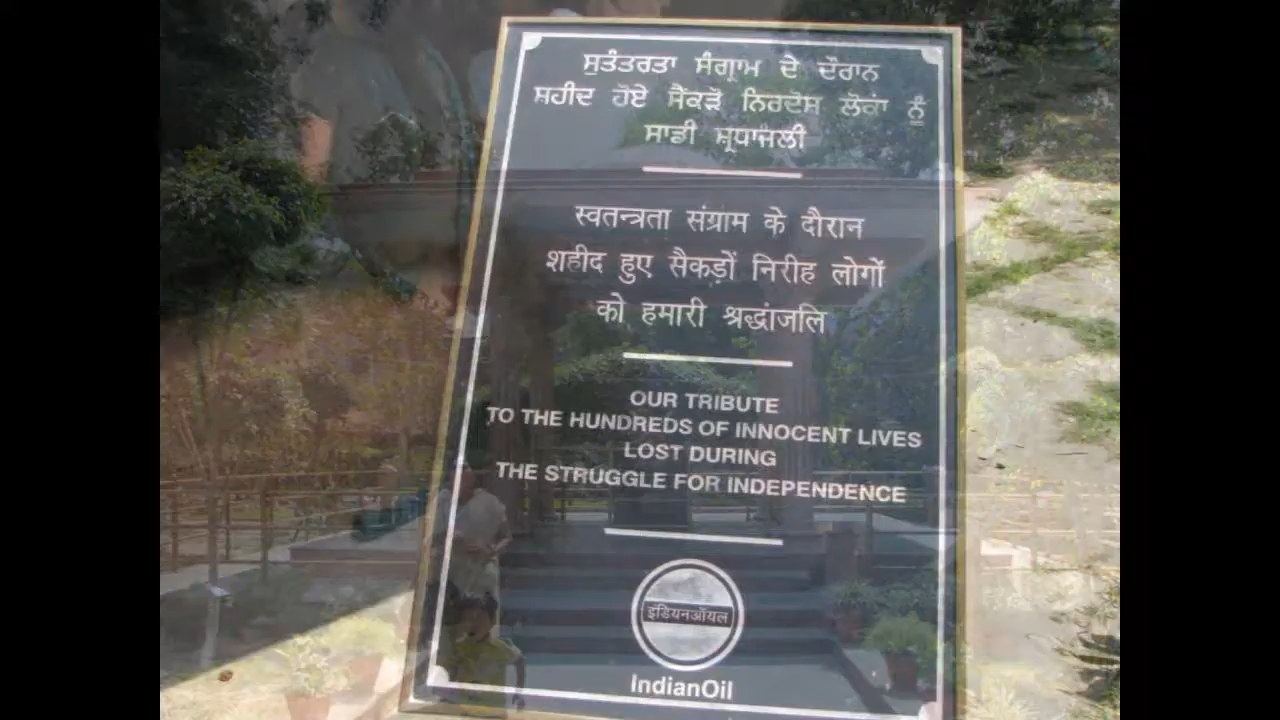 ਸੁਤੰਤਰਤਾ ਸੰਗ੍ਰਾਮ ਦੇ ਦੌਰਾਨ
ਸ਼ਹੀਦ ਹੋਏ ਸੈਂਕੜੇ ਨਿਰਦੋਸ਼ ਲੋਕਾਂ ਨੂੰ
ਸਾਡੀ ਸ਼੍ਰਧਾਂਜਲੀ
स्वतन्त्रता संग्राम के दौरान
शहीद हुए सैकड़ों निरीह लोगों
को हमारी श्रद्धांजलि
OUR TRIBUTE
TO THE HUNDREDS OF INNOCENT LIVES
LOST DURING
THE STRUGGLE FOR INDEPENDENCE
इंडियनऑयल
IndianOil